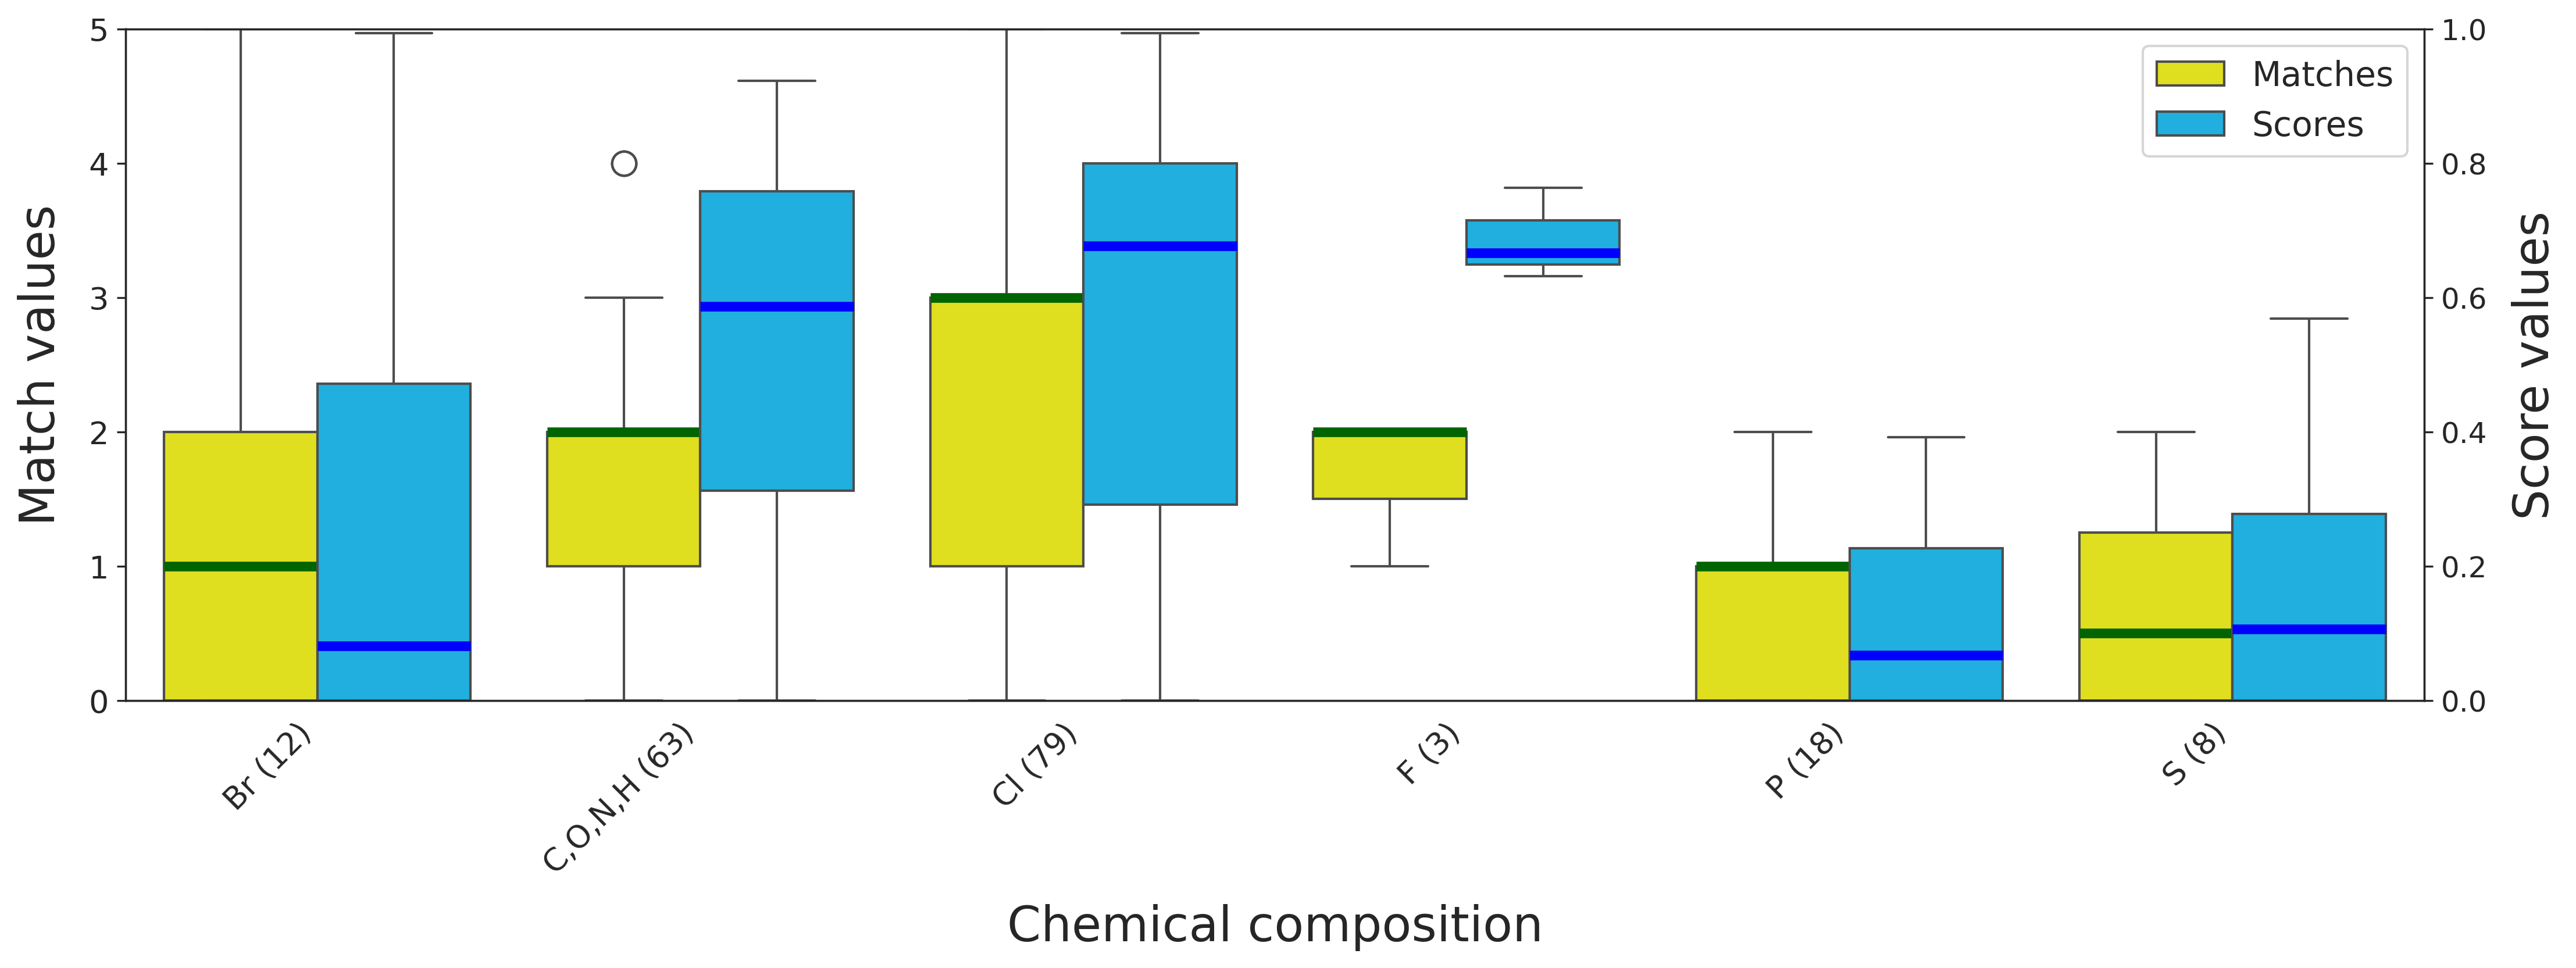 Match values
5
4
3
2
1
0
Matches
Scores
1.0
0.8
0.6
0.4
0.2
0.0
Score values
Br (12)
C,O,N,H (63)
Cl (79)
F (3)
P (18)
S (8)
Chemical composition